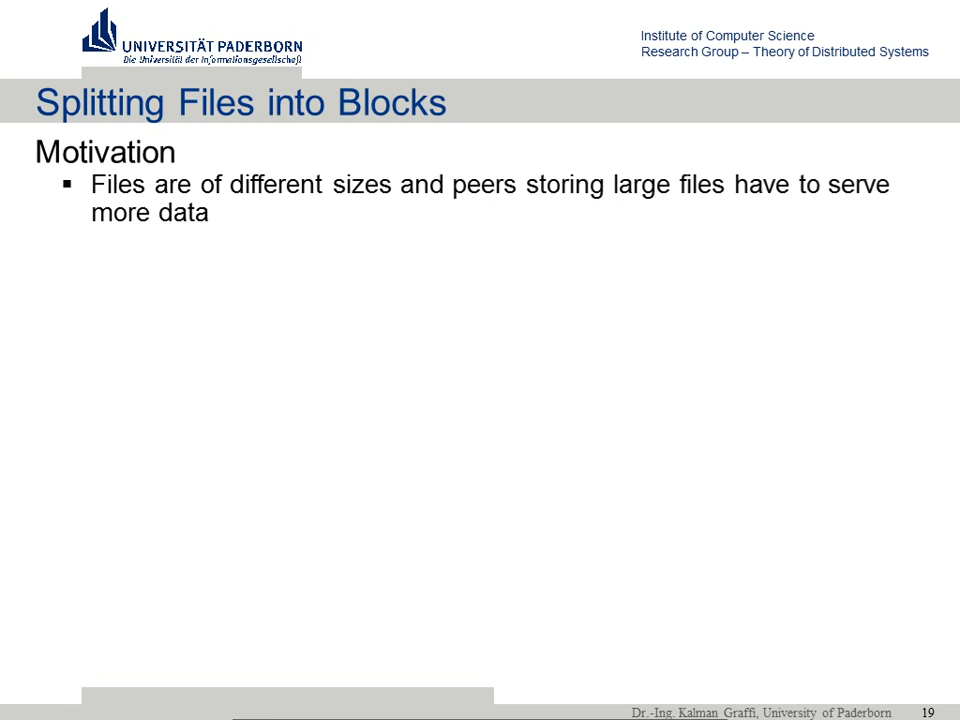 UNIVERSITÄT PADERBORN
Die Universität der Informationsgesellschaft
Institute of Computer Science
Research Group – Theory of Distributed Systems
Splitting Files into Blocks
Motivation
▪ Files are of different sizes and peers storing large files have to serve
more data
Dr.-Ing. Kalman Graffi, University of Paderborn 19